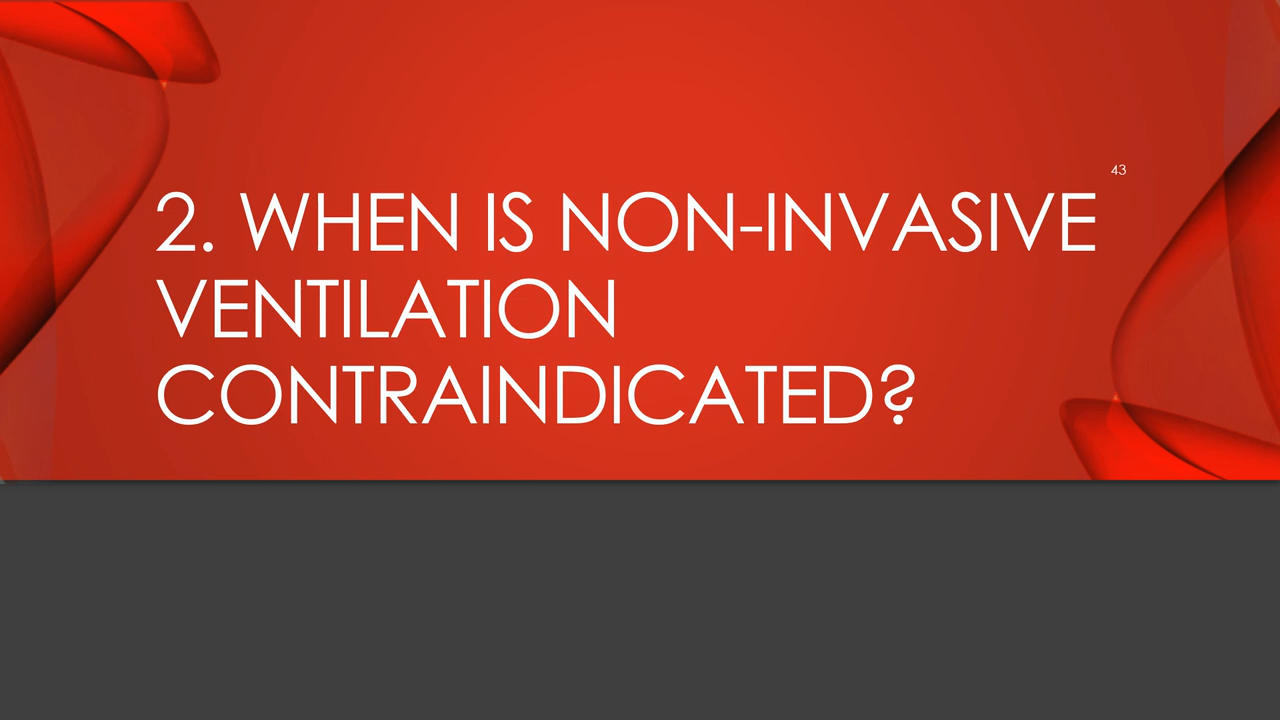 43
2. WHEN IS NON-INVASIVE
VENTILATION
CONTRAINDICATED?